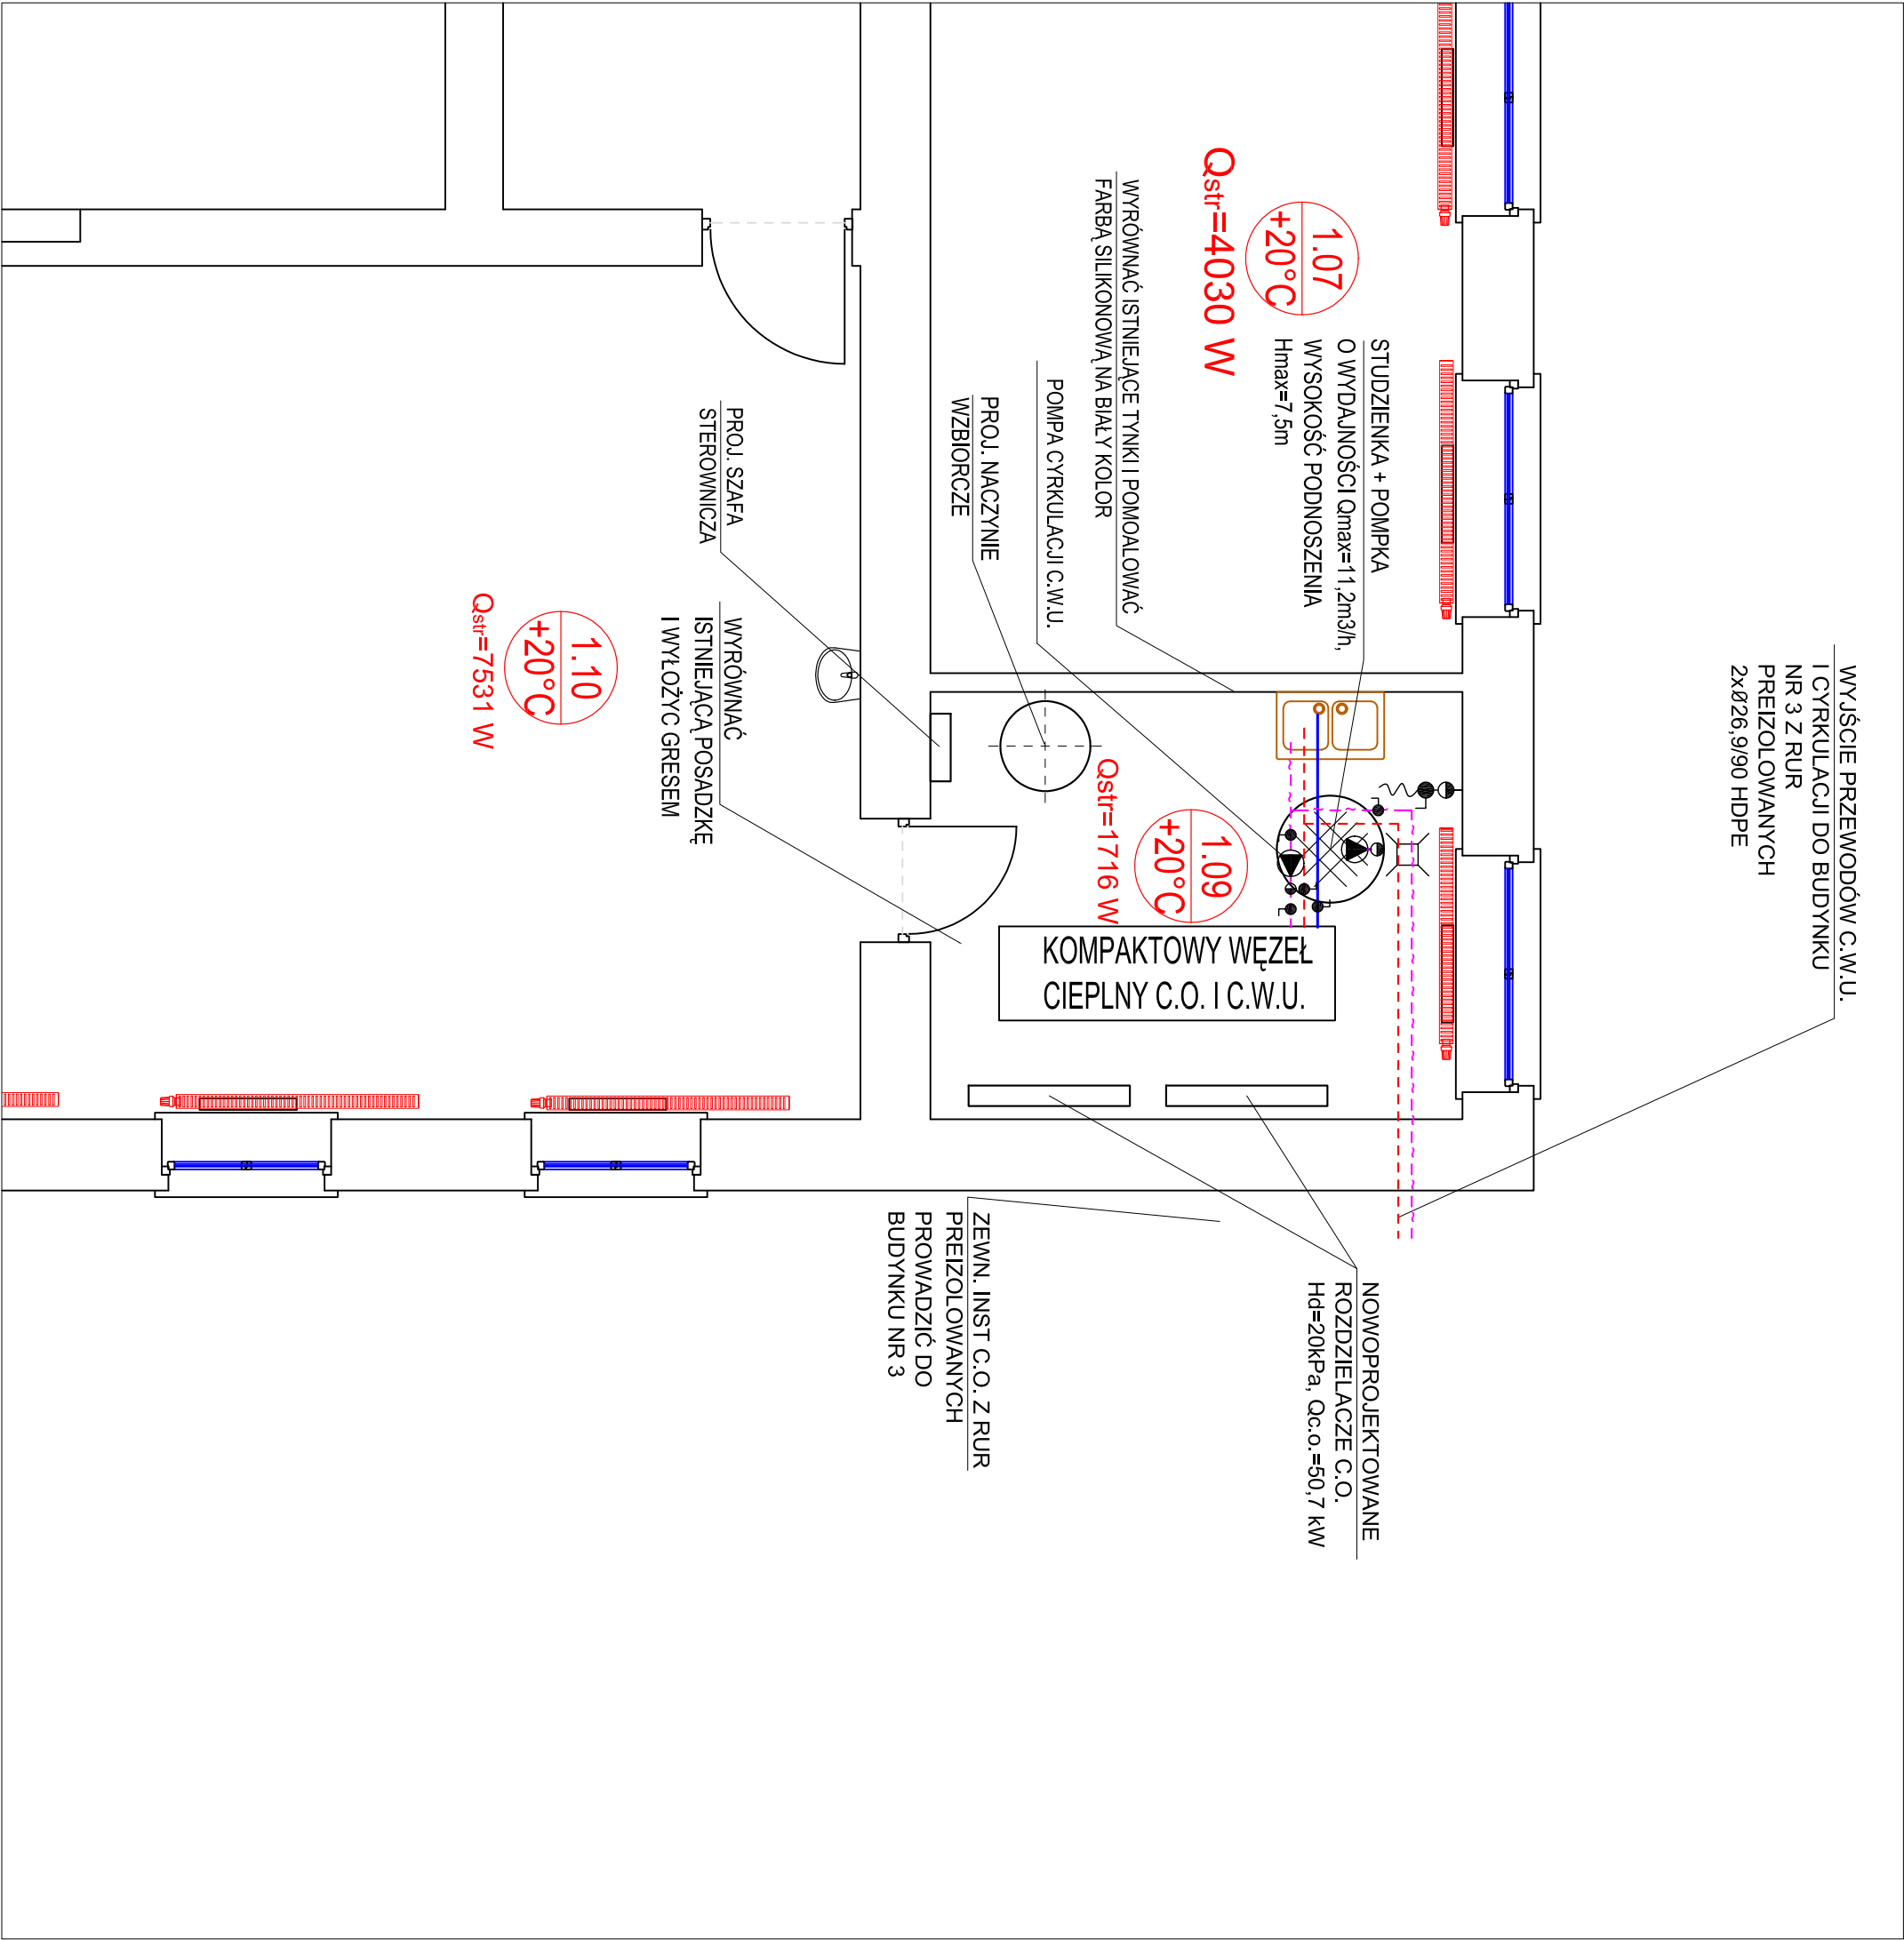 WYJŚCIE PRZEWODÓW C.W.U.
I CYRKULACJI DO BUDYNKU
NR 3 Z RUR
PREIZOLOWANYCH
2xØ26,9/90 HDPE
STUDZIENKA + POMPKA
O WYDAJNOŚCI Qmax=11,2m3/h,
WYSOKOŚĆ PODNOSZENIA
Hmax=7,5m
1.07
+20°C
Qstr=4030 W
WYRÓWNAĆ ISTNIEJĄCE TYNKI I POMOALOWAĆ
FARBĄ SILIKONOWĄ NA BIAŁY KOLOR
POMPA CYRKULACJI C.W.U.
PROJ. NACZYNIE
WZBIORCZE
PROJ. SZAFA
STEROWNICZA
WYRÓWNAĆ
ISTNIEJĄCĄ POSADZKĘ
I WYŁOŻYC GRESEM
1.10
+20°C
Qstr=7531 W
1.09
+20°C
Qstr=1716 W
KOMPAKTOWY WĘZEŁ
CIEPLNY C.O. I C.W.U.
NOWOPROJEKTOWANE
ROZDZIELACZE C.O.
Hd=20kPa, Qc.o.=50,7 kW
ZEWN. INST C.O. Z RUR
PREIZOLOWANYCH
PROWADZIĆ DO
BUDYNKU NR 3